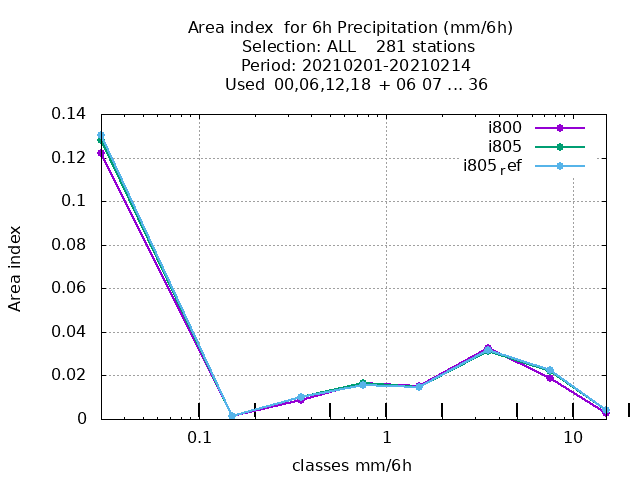 Area index  for 6h Precipitation (mm/6h)
Selection: ALL    281 stations
Period: 20210201-20210214
Used  00,06,12,18 + 06 07 ... 36
i800
i805
i805ref
0.14
0.12
0.1
0.08
0.06
0.04
0.02
0
Area index
0.1
1
10
classes mm/6h